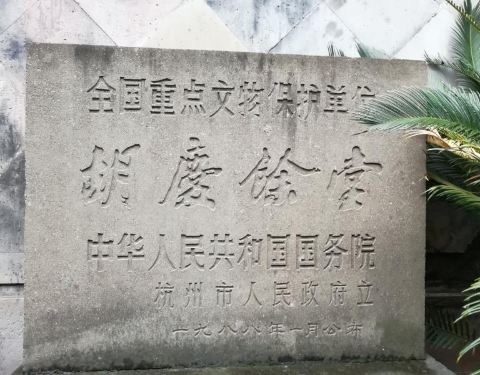 全国重点文物保护单位
胡慶餘堂
中华人民共和国国务院
杭州市人民政府立
一九八八年一月公布